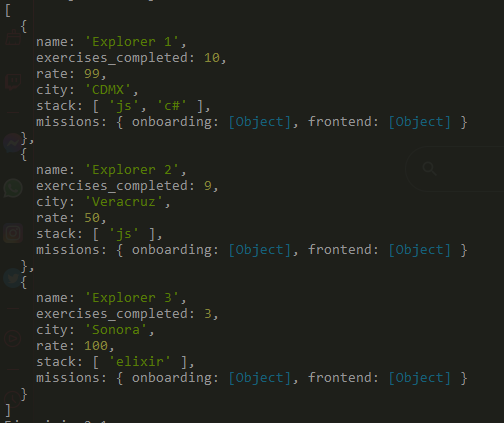 [
  {
    name: 'Explorer 1',
    exercises_completed: 10,
    rate: 99,
    city: 'CDMX',
    stack: [ 'js', 'c#' ],
    missions: { onboarding: [Object], frontend: [Object] }
  },
  {
    name: 'Explorer 2',
    exercises_completed: 9,
    city: 'Veracruz',
    rate: 50,
    stack: [ 'js' ],
    missions: { onboarding: [Object], frontend: [Object] }
  },
  {
    name: 'Explorer 3',
    exercises_completed: 3,
    city: 'Sonora',
    rate: 100,
    stack: [ 'elixir' ],
    missions: { onboarding: [Object], frontend: [Object] }
  }
]